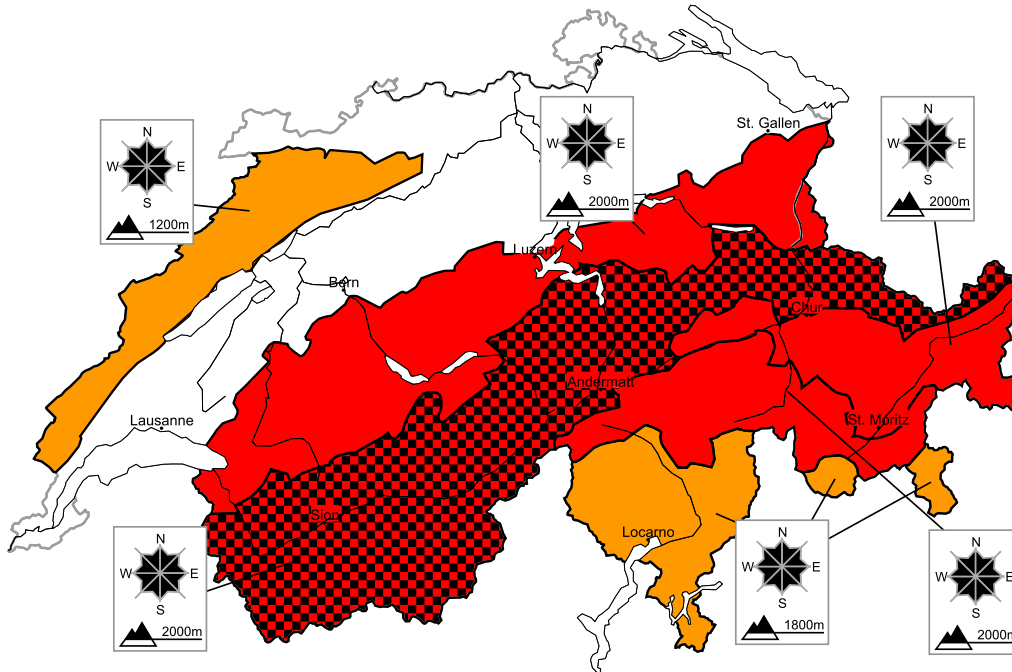 N
W E
S
1200m
N
W E
S
2000m
St. Gallen
N
W E
S
2000m
Luzern
Bern
Chur
Andermatt
Lausanne
St. Moritz
Sion
Locarno
N
W E
S
2000m
N
W E
S
1800m
N
W E
S
2000m